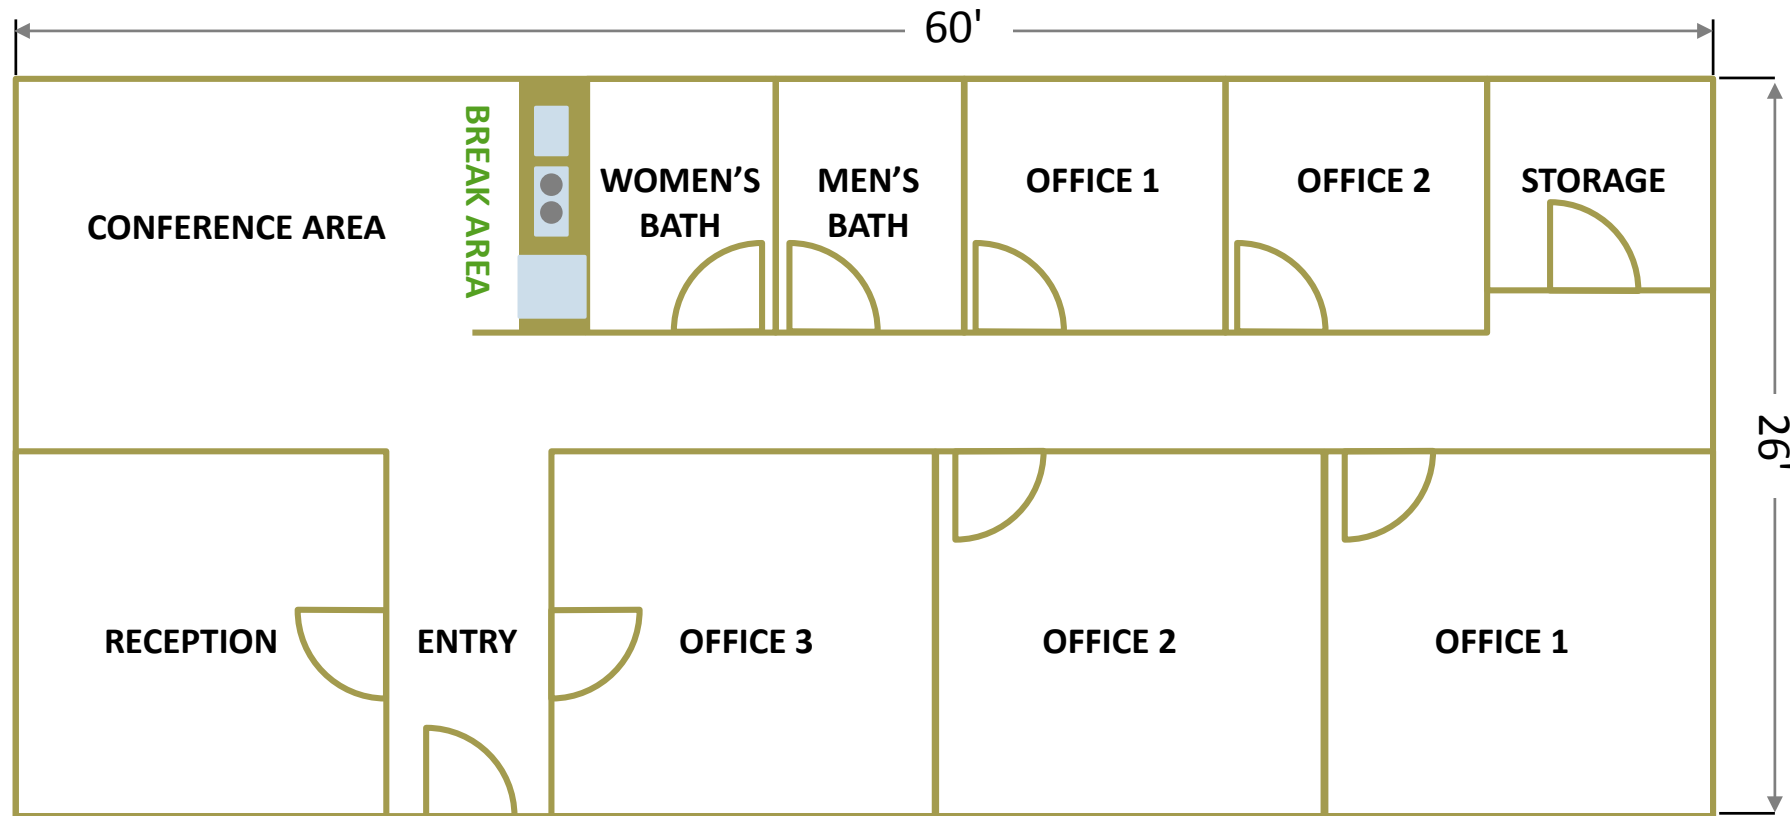 60'
BREAK AREA
WOMEN’S
BATH
MEN’S
BATH
OFFICE 1
OFFICE 2
STORAGE
CONFERENCE AREA
26'
RECEPTION
ENTRY
OFFICE 3
OFFICE 2
OFFICE 1